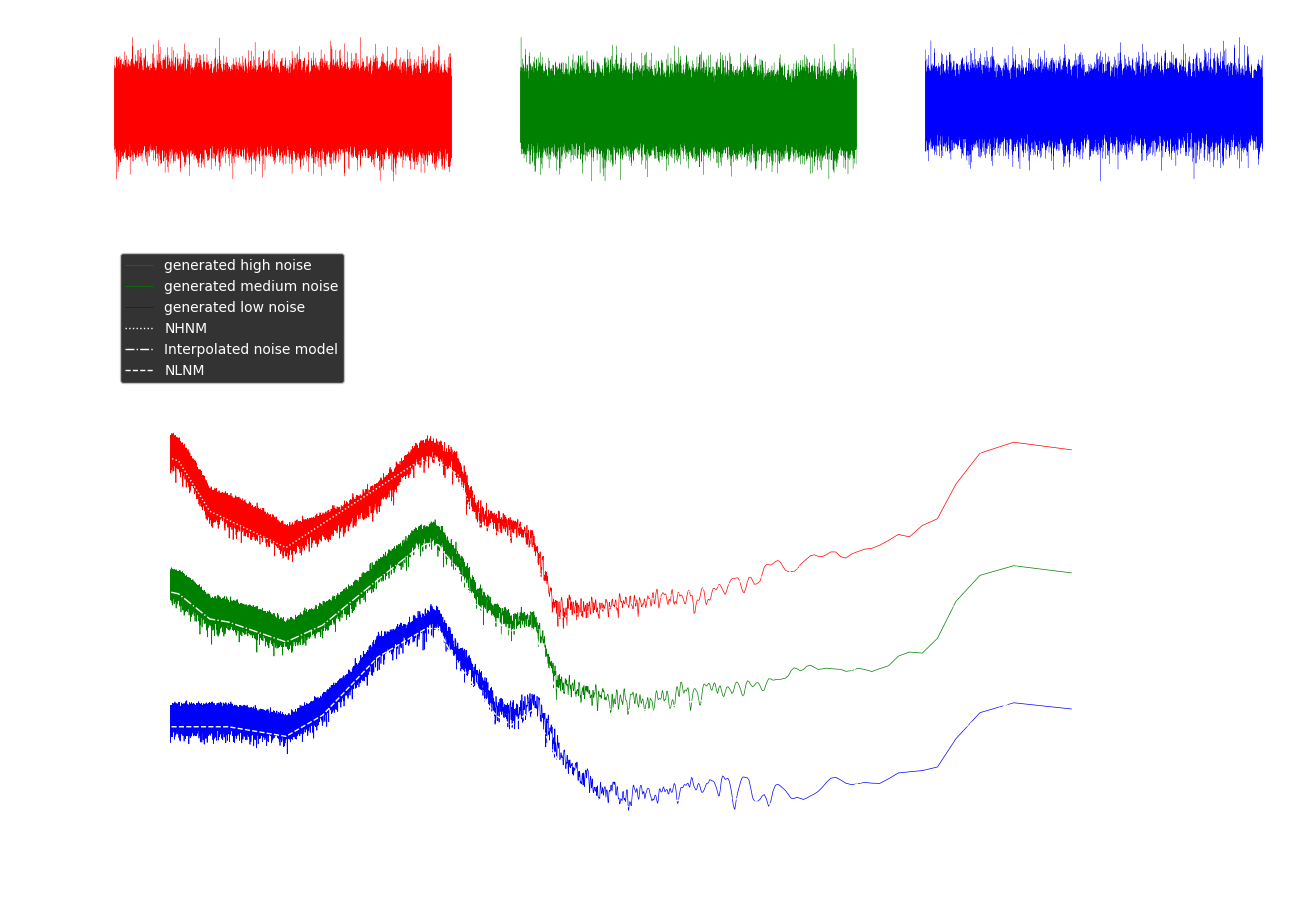 generated high noise
generated medium noise
generated low noise
NHNM
Interpolated noise model
NLNM